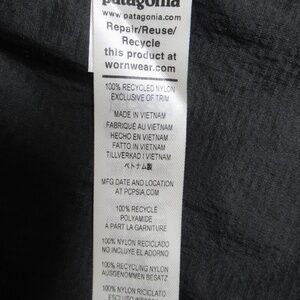 patagonia
www.patagonia.com
Repair/Reuse/
Recycle
this product at
wornwear.com
100% RECYCLED NYLON
EXCLUSIVE OF TRIM
MADE IN VIETNAM
FABRIQUÉ AU VIETNAM
HECHO EN VIETNAM
FATTO IN VIETNAM
TILLVERKAD I VIETNAM
ベトナム製
MFG DATE AND LOCATION
AT PCPSIA.COM
100% RECYCLÉ
POLYAMIDE
A PART LA GARNITURE
100% NYLON RECICLADO
NO INCLUYE EL ADORNO
100% RECYCLING NYLON
AUSGENOMMEN BESATZ
100% NYLON RICICLATO